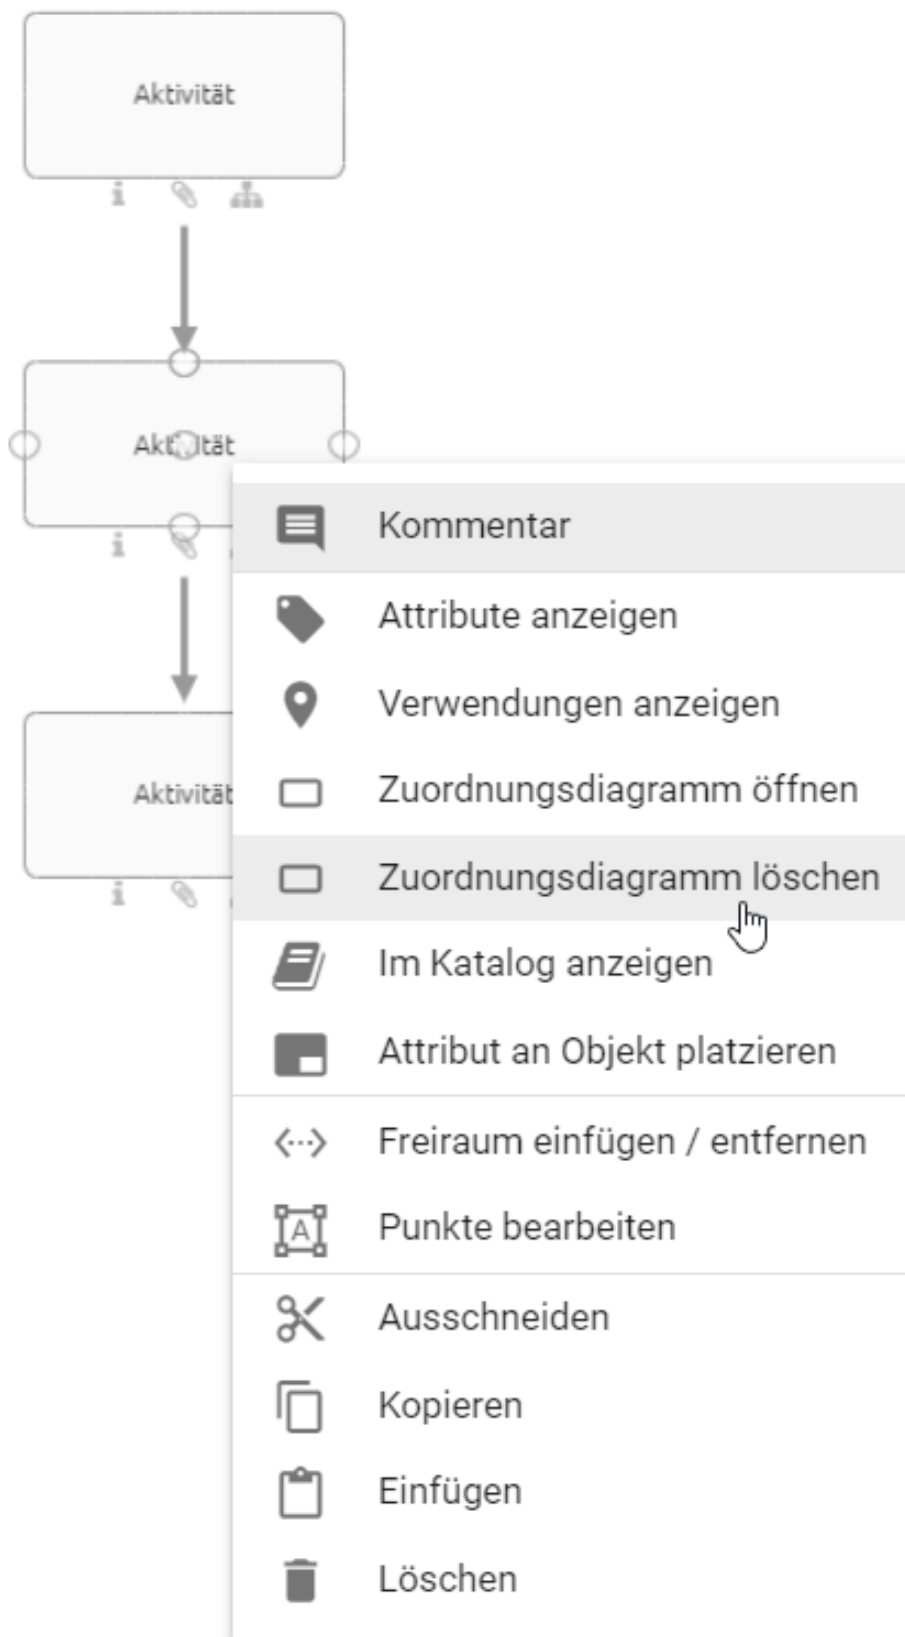 Aktivität
Aktivität
Aktivität
Kommentar
Attribute anzeigen
Verwendungen anzeigen
Zuordnungsdiagramm öffnen
Zuordnungsdiagramm löschen
Im Katalog anzeigen
Attribut an Objekt platzieren
Freiraum einfügen / entfernen
Punkte bearbeiten
Ausschneiden
Kopieren
Einfügen
Löschen